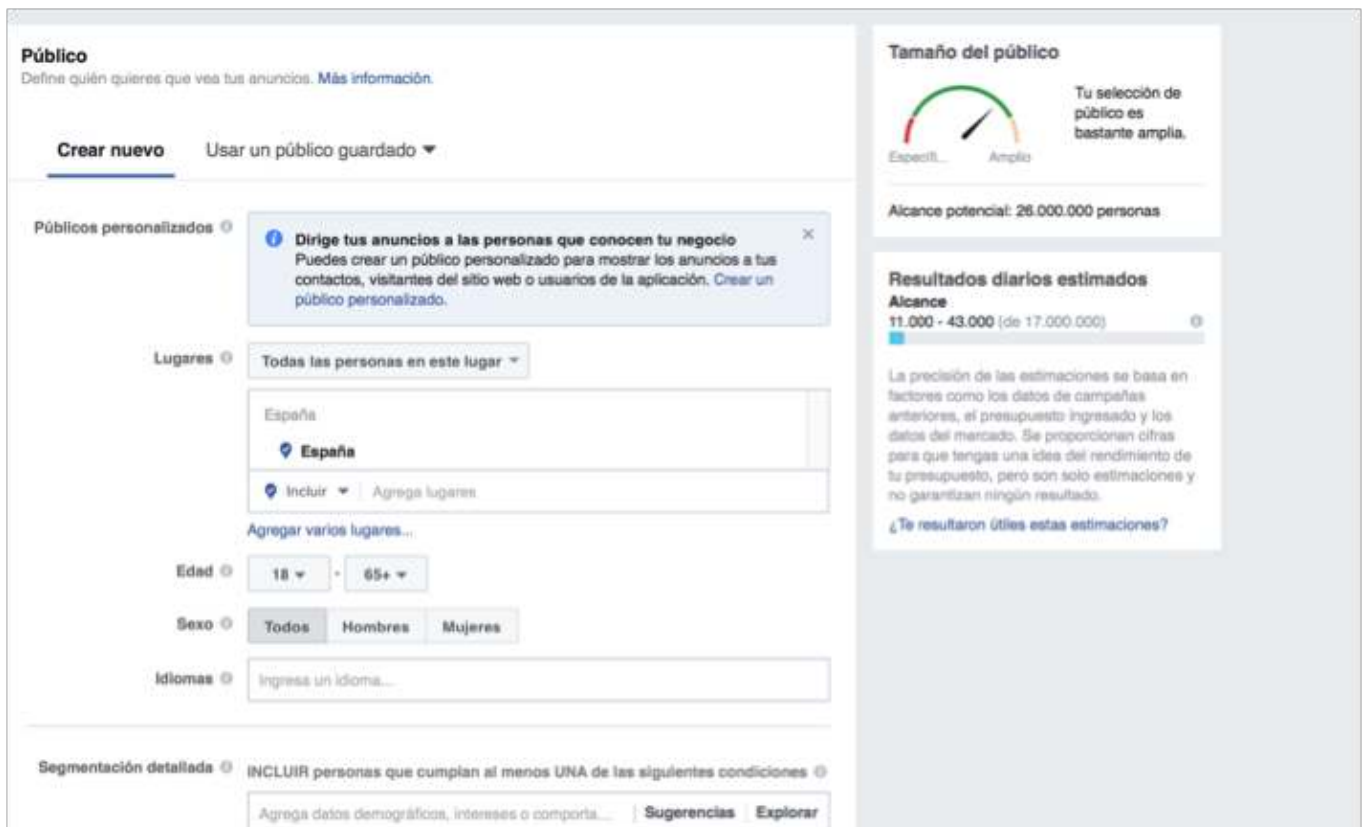 Público
Define quién quieres que vea tus anuncios. Más información.
Crear nuevo
Usar un público guardado
Públicos personalizados
Dirige tus anuncios a las personas que conocen tu negocio
Puedes crear un público personalizado para mostrar los anuncios a tus
contactos, visitantes del sitio web o usuarios de la aplicación. Crear un
público personalizado.
Lugares
Todas las personas en este lugar
España
España
Incluir
Agrega lugares
Agregar varios lugares...
Edad
18 - 65+
Sexo
Todos Hombres Mujeres
Idiomas
Ingresa un idioma...
Segmentación detallada
INCLUIR personas que cumplan al menos UNA de las siguientes condiciones
Agrega datos demográficos, intereses o comporta...
Sugerencias
Explorar
Tamaño del público
Tu selección de
público es
bastante amplia.
Específi...
Amplio
Alcance potencial: 26.000.000 personas
Resultados diarios estimados
Alcance
11.000 - 43.000 (de 17.000.000)
La precisión de las estimaciones se basa en
factores como los datos de campañas
anteriores, el presupuesto ingresado y los
datos del mercado. Se proporcionan cifras
para que tengas una idea del rendimiento de
tu presupuesto, pero son solo estimaciones y
no garantizan ningún resultado.
¿Te resultaron útiles estas estimaciones?